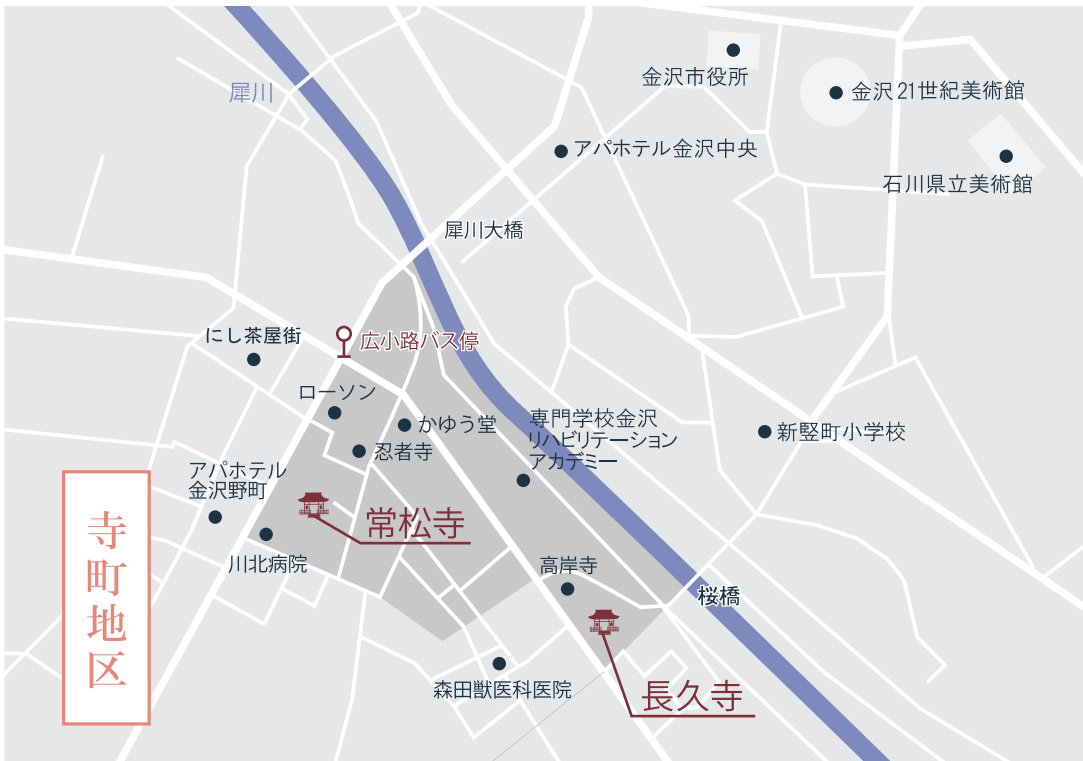 犀川
金沢市役所
金沢21世紀美術館
アパホテル金沢中央
石川県立美術館
犀川大橋
にし茶屋街
広小路バス停
ローソン
かゆう堂
専門学校金沢
リハビリテーション
アカデミー
新竪町小学校
忍者寺
アパホテル
金沢野町
常松寺
川北病院
高岸寺
桜橋
寺町地区
森田獣医科医院
長久寺